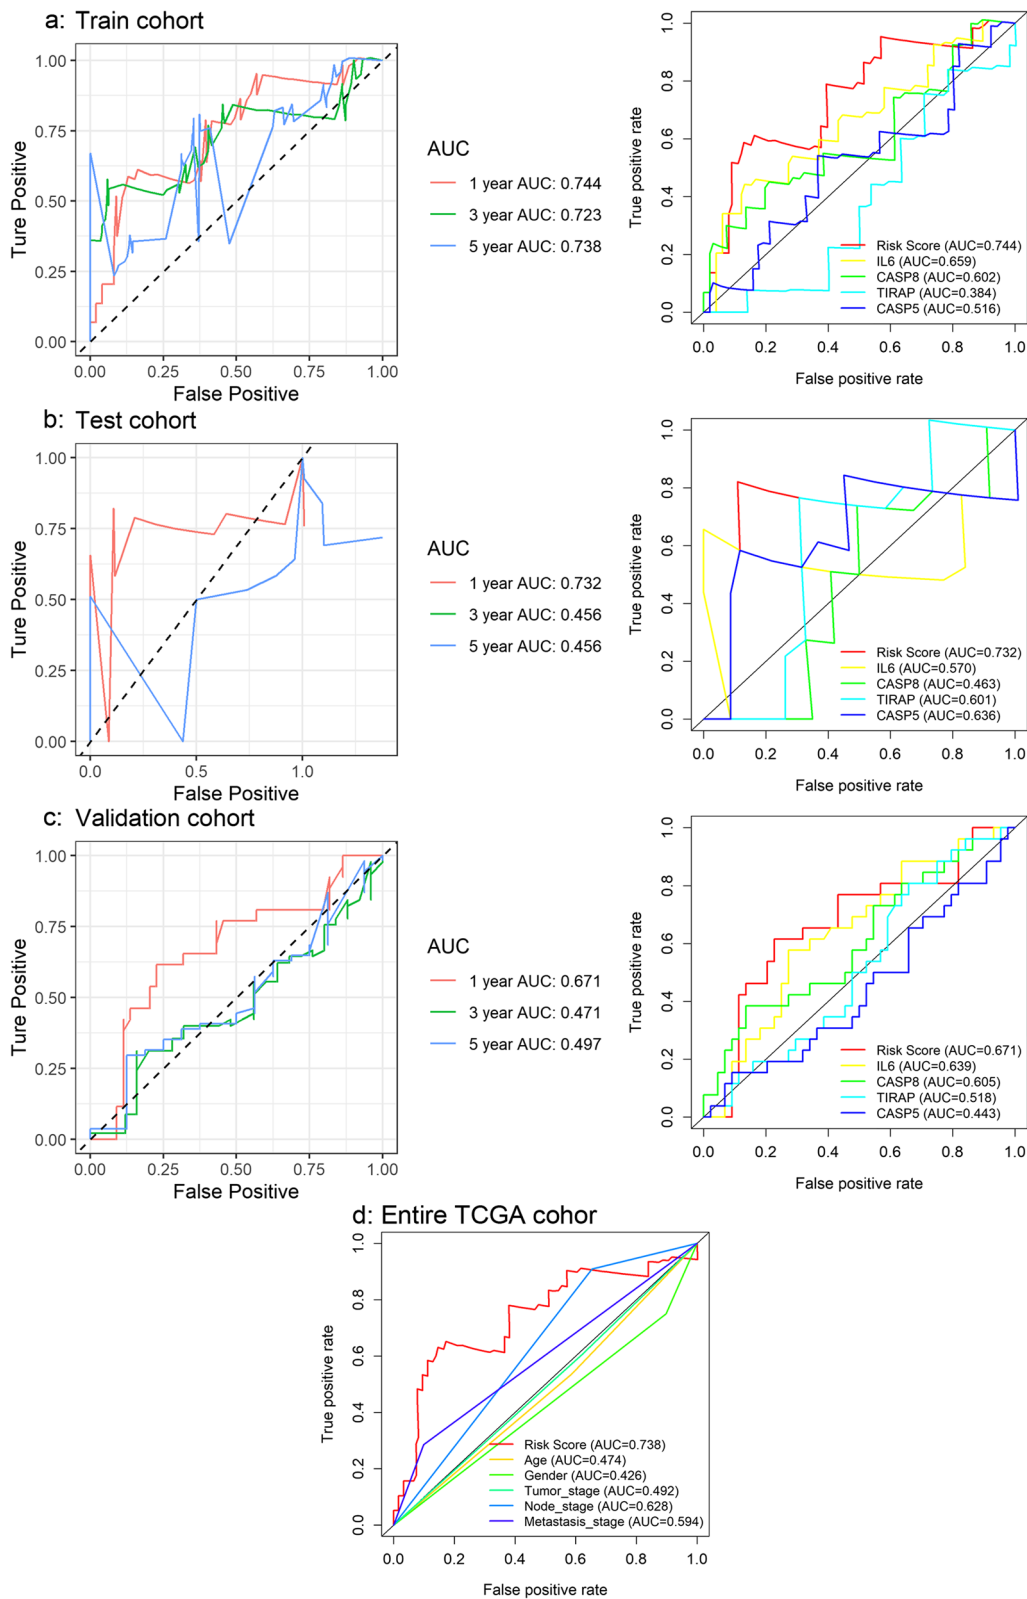 a: Train cohort
1.00
0.75
0.50
0.25
0.00
Ture Positive
0.00 0.25 0.50 0.75 1.00
False Positive
AUC
1 year AUC: 0.744
3 year AUC: 0.723
5 year AUC: 0.738
1.0
0.8
0.6
0.4
0.2
0.0
True positive rate
Risk Score (AUC=0.744)
IL6 (AUC=0.659)
CASP8 (AUC=0.602)
TIRAP (AUC=0.384)
CASP5 (AUC=0.516)
0.0 0.2 0.4 0.6 0.8 1.0
False positive rate
b: Test cohort
1.00
0.75
0.50
0.25
0.00
Ture Positive
0.0 0.5 1.0
False Positive
AUC
1 year AUC: 0.732
3 year AUC: 0.456
5 year AUC: 0.456
1.0
0.8
0.6
0.4
0.2
0.0
True positive rate
Risk Score (AUC=0.732)
IL6 (AUC=0.570)
CASP8 (AUC=0.463)
TIRAP (AUC=0.601)
CASP5 (AUC=0.636)
0.0 0.2 0.4 0.6 0.8 1.0
False positive rate
c: Validation cohort
1.00
0.75
0.50
0.25
0.00
Ture Positive
0.00 0.25 0.50 0.75 1.00
False Positive
AUC
1 year AUC: 0.671
3 year AUC: 0.471
5 year AUC: 0.497
1.0
0.8
0.6
0.4
0.2
0.0
True positive rate
Risk Score (AUC=0.671)
IL6 (AUC=0.639)
CASP8 (AUC=0.605)
TIRAP (AUC=0.518)
CASP5 (AUC=0.443)
0.0 0.2 0.4 0.6 0.8 1.0
False positive rate
d: Entire TCGA cohor
1.0
0.8
0.6
0.4
0.2
0.0
True positive rate
Risk Score (AUC=0.738)
Age (AUC=0.474)
Gender (AUC=0.426)
Tumor_stage (AUC=0.492)
Node_stage (AUC=0.628)
Metastasis_stage (AUC=0.594)
0.0 0.2 0.4 0.6 0.8 1.0
False positive rate